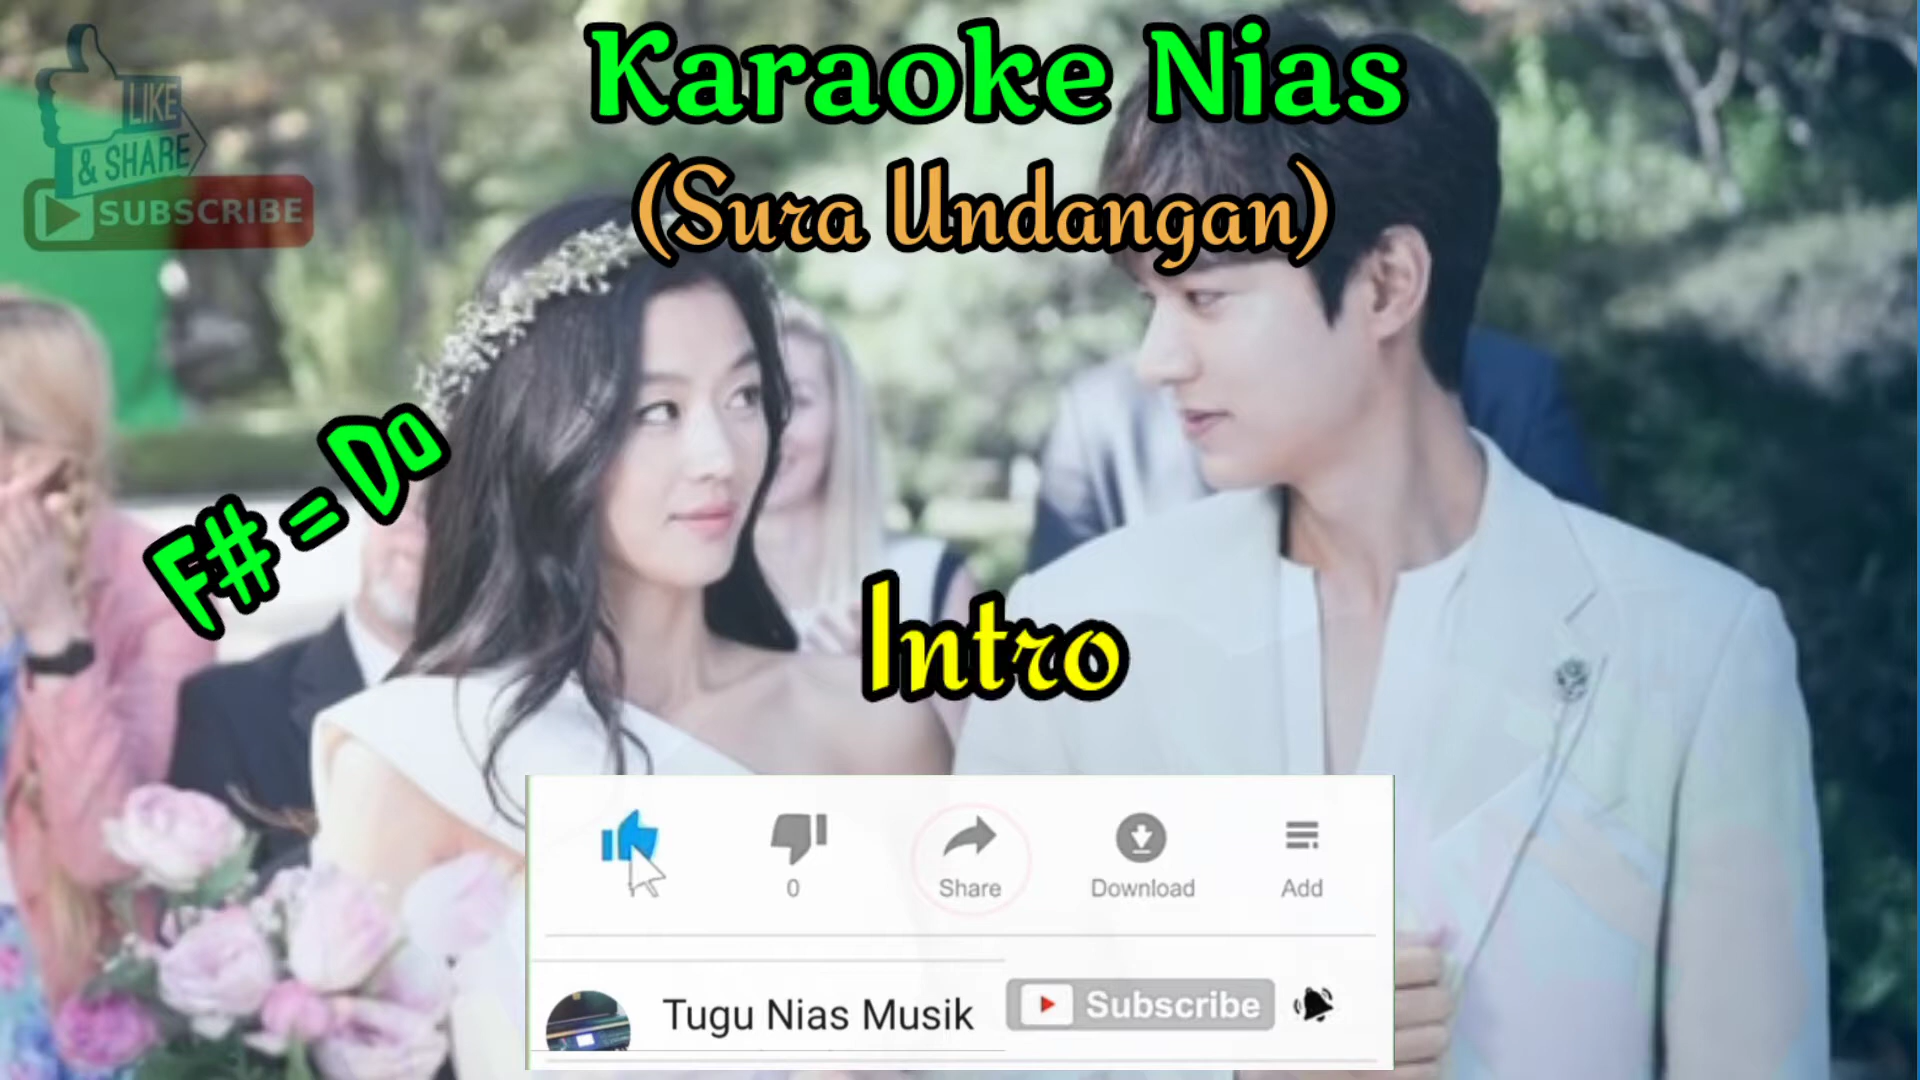 Karaoke Nias
(Sura Undangan)
LIKE
& SHARE
SUBSCRIBE
F# = Do
Intro
0
Share
Download
Add
Tugu Nias Musik
Subscribe